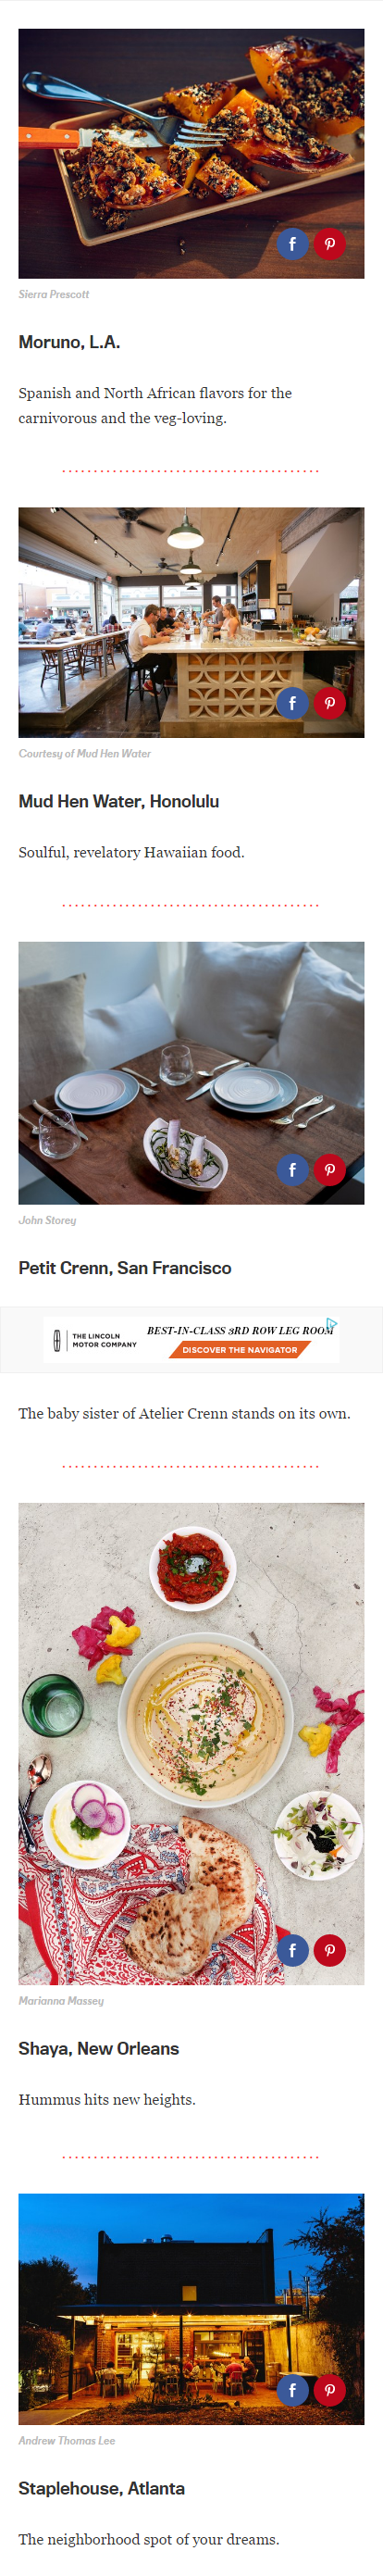 Sierra Prescott
Moruno, L.A.
Spanish and North African flavors for the
carnivorous and the veg-loving.
Courtesy of Mud Hen Water
Mud Hen Water, Honolulu
Soulful, revelatory Hawaiian food.
John Storey
Petit Crenn, San Francisco
THE LINCOLN
MOTOR COMPANY
BEST-IN-CLASS 3RD ROW LEG ROOM
DISCOVER THE NAVIGATOR
The baby sister of Atelier Crenn stands on its own.
Marianna Massey
Shaya, New Orleans
Hummus hits new heights.
Andrew Thomas Lee
Staplehouse, Atlanta
The neighborhood spot of your dreams.